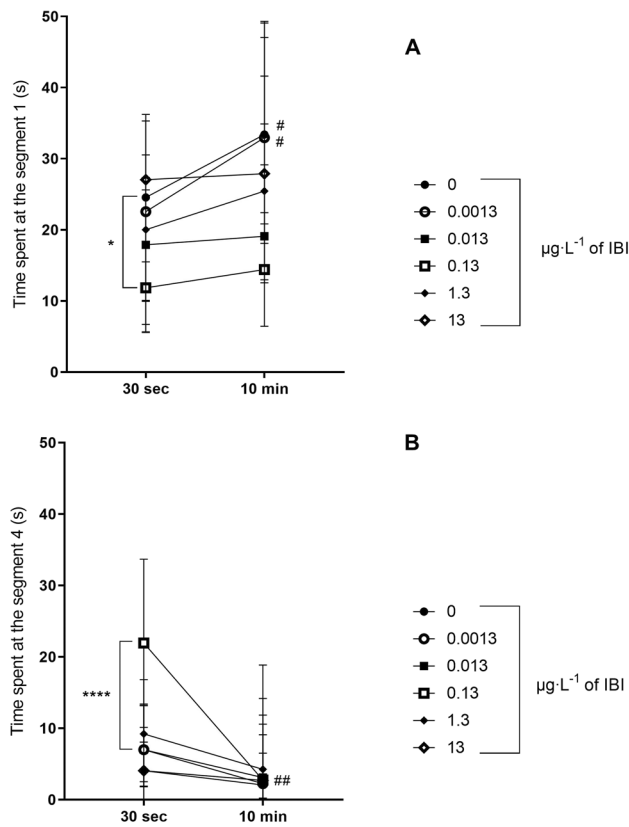 A
50
40
30
20
10
0
Time spent at the segment 1 (s)
*
#
#
30 sec
10 min
0
0.0013
0.013
0.13
1.3
13
µg·L⁻¹ of IBI
B
50
40
30
20
10
0
Time spent at the segment 4 (s)
****
##
30 sec
10 min
0
0.0013
0.013
0.13
1.3
13
µg·L⁻¹ of IBI